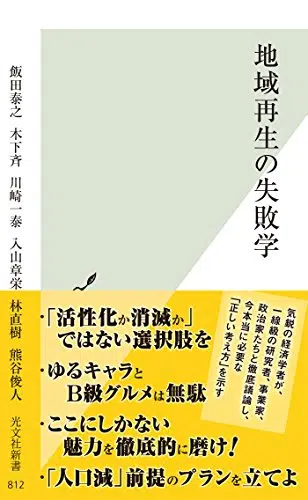 地域再生の失敗学
飯田泰之 木下斉 川崎一泰 入山章栄 林直樹 熊谷俊人
光文社新書
812
気鋭の経済学者が、
一線級の研究者、事業家、
政治家たちと徹底議論し、
今本当に必要な
「正しい考え方」を示す
・「活性化か消滅か」
ではない選択肢を
・ゆるキャラと
B級グルメは無駄
・ここにしかない
魅力を徹底的に磨け!
・「人口減」前提のプランを立てよ